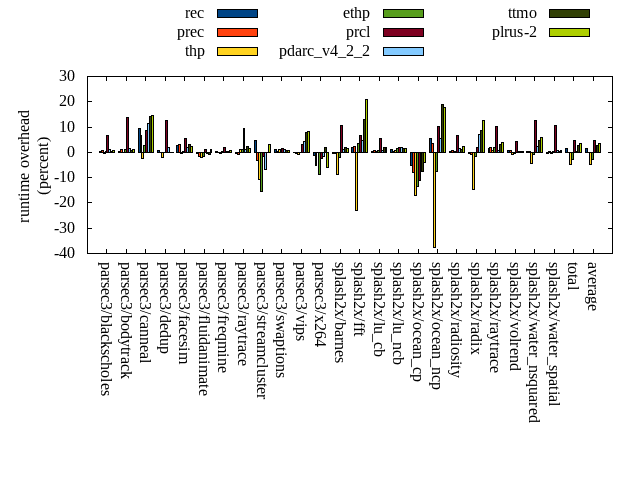 rec
prec
thp
ethp
prcl
pdarc_v4_2_2
ttmo
plrus-2
runtime overhead
(percent)
30
20
10
0
-10
-20
-30
-40
parsec3/blackscholes
parsec3/bodytrack
parsec3/canneal
parsec3/dedup
parsec3/facesim
parsec3/fluidanimate
parsec3/freqmine
parsec3/raytrace
parsec3/streamcluster
parsec3/swaptions
parsec3/vips
parsec3/x264
splash2x/barnes
splash2x/fft
splash2x/lu_cb
splash2x/lu_ncb
splash2x/ocean_cp
splash2x/ocean_ncp
splash2x/radiosity
splash2x/radix
splash2x/raytrace
splash2x/volrend
splash2x/water_nsquared
splash2x/water_spatial
total
average